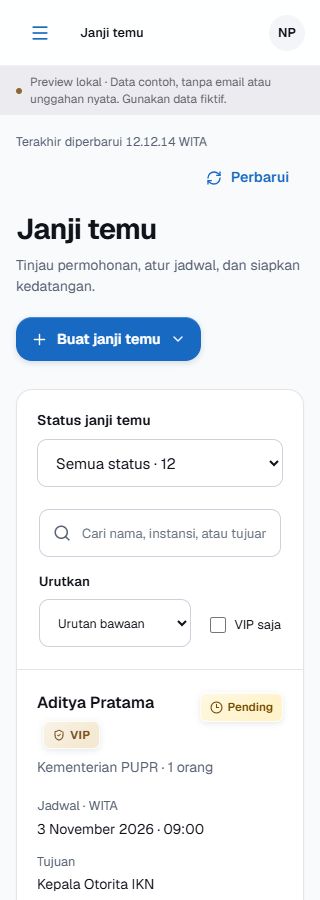 Janji temu
NP
Preview lokal · Data contoh, tanpa email atau
unggahan nyata. Gunakan data fiktif.
Terakhir diperbarui 12.12.14 WITA
Perbarui
Janji temu
Tinjau permohonan, atur jadwal, dan siapkan
kedatangan.
Buat janji temu
Status janji temu
Semua status · 12
Cari nama, instansi, atau tujuar
Urutkan
Urutan bawaan
VIP saja
Aditya Pratama
Pending
VIP
Kementerian PUPR · 1 orang
Jadwal · WITA
3 November 2026 · 09:00
Tujuan
Kepala Otorita IKN